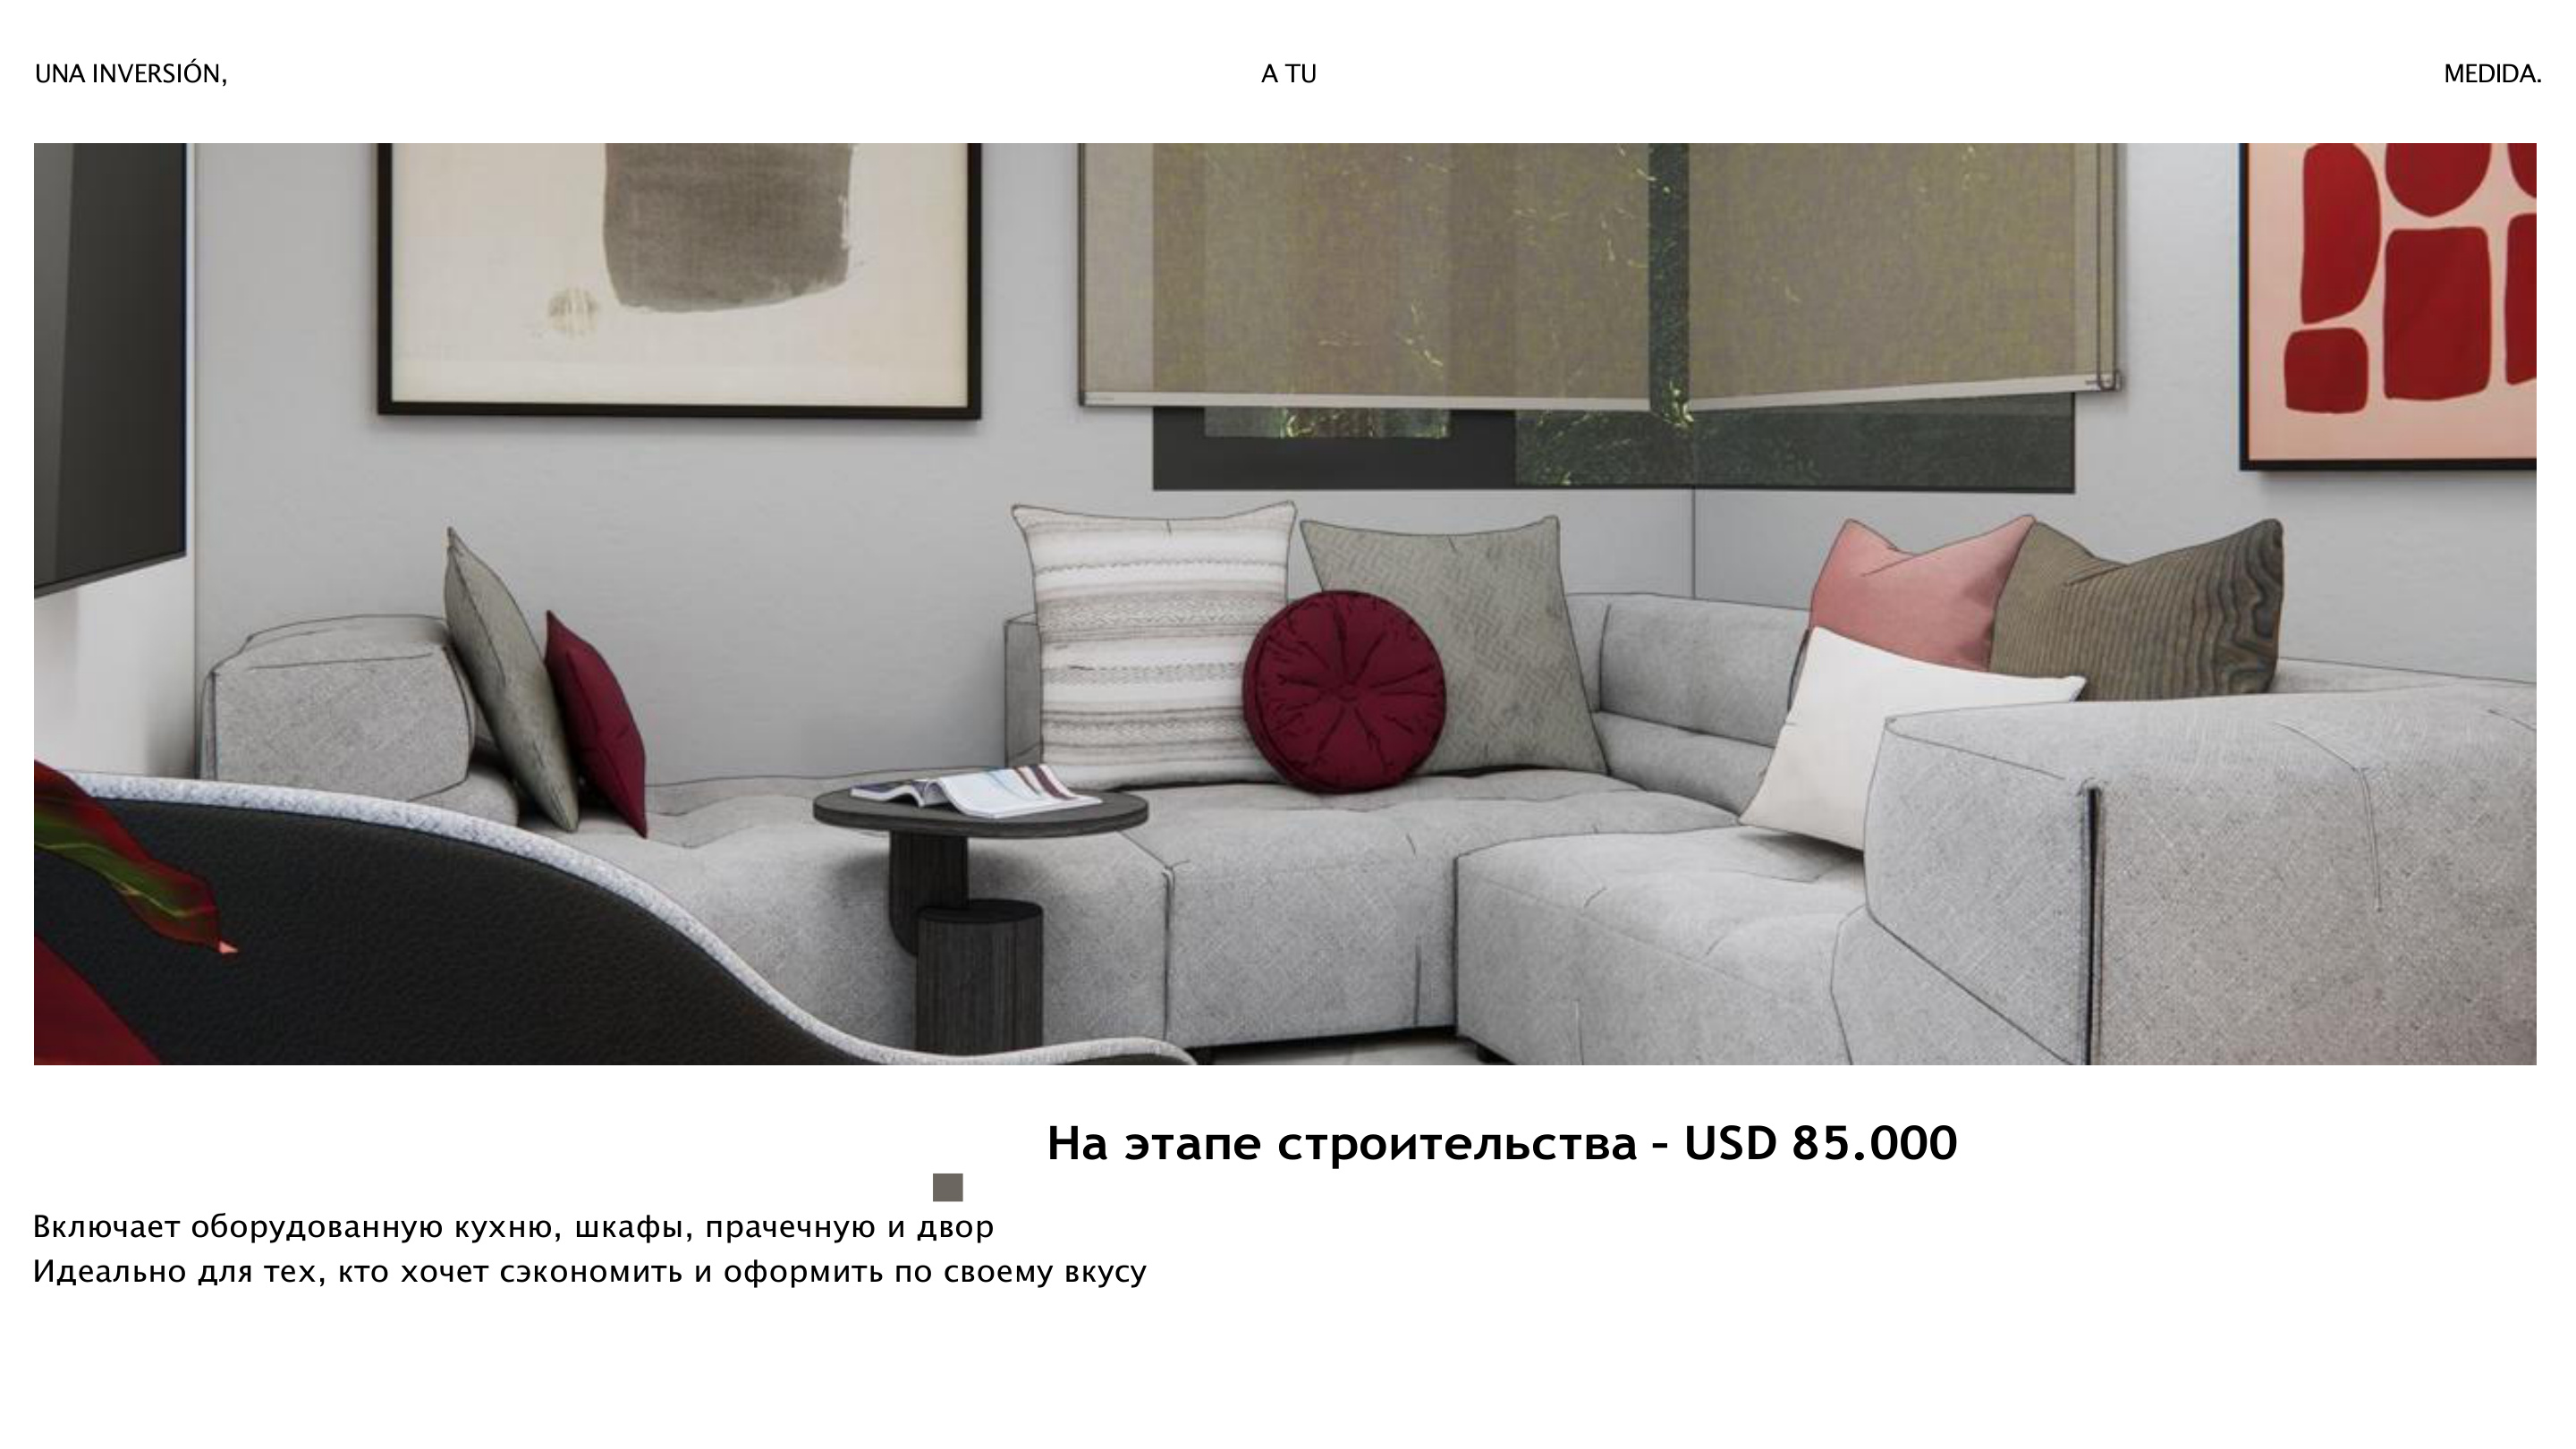 UNA INVERSIÓN, A TU MEDIDA.
На этапе строительства - USD 85.000
Включает оборудованную кухню, шкафы, прачечную и двор
Идеально для тех, кто хочет сэкономить и оформить по своему вкусу